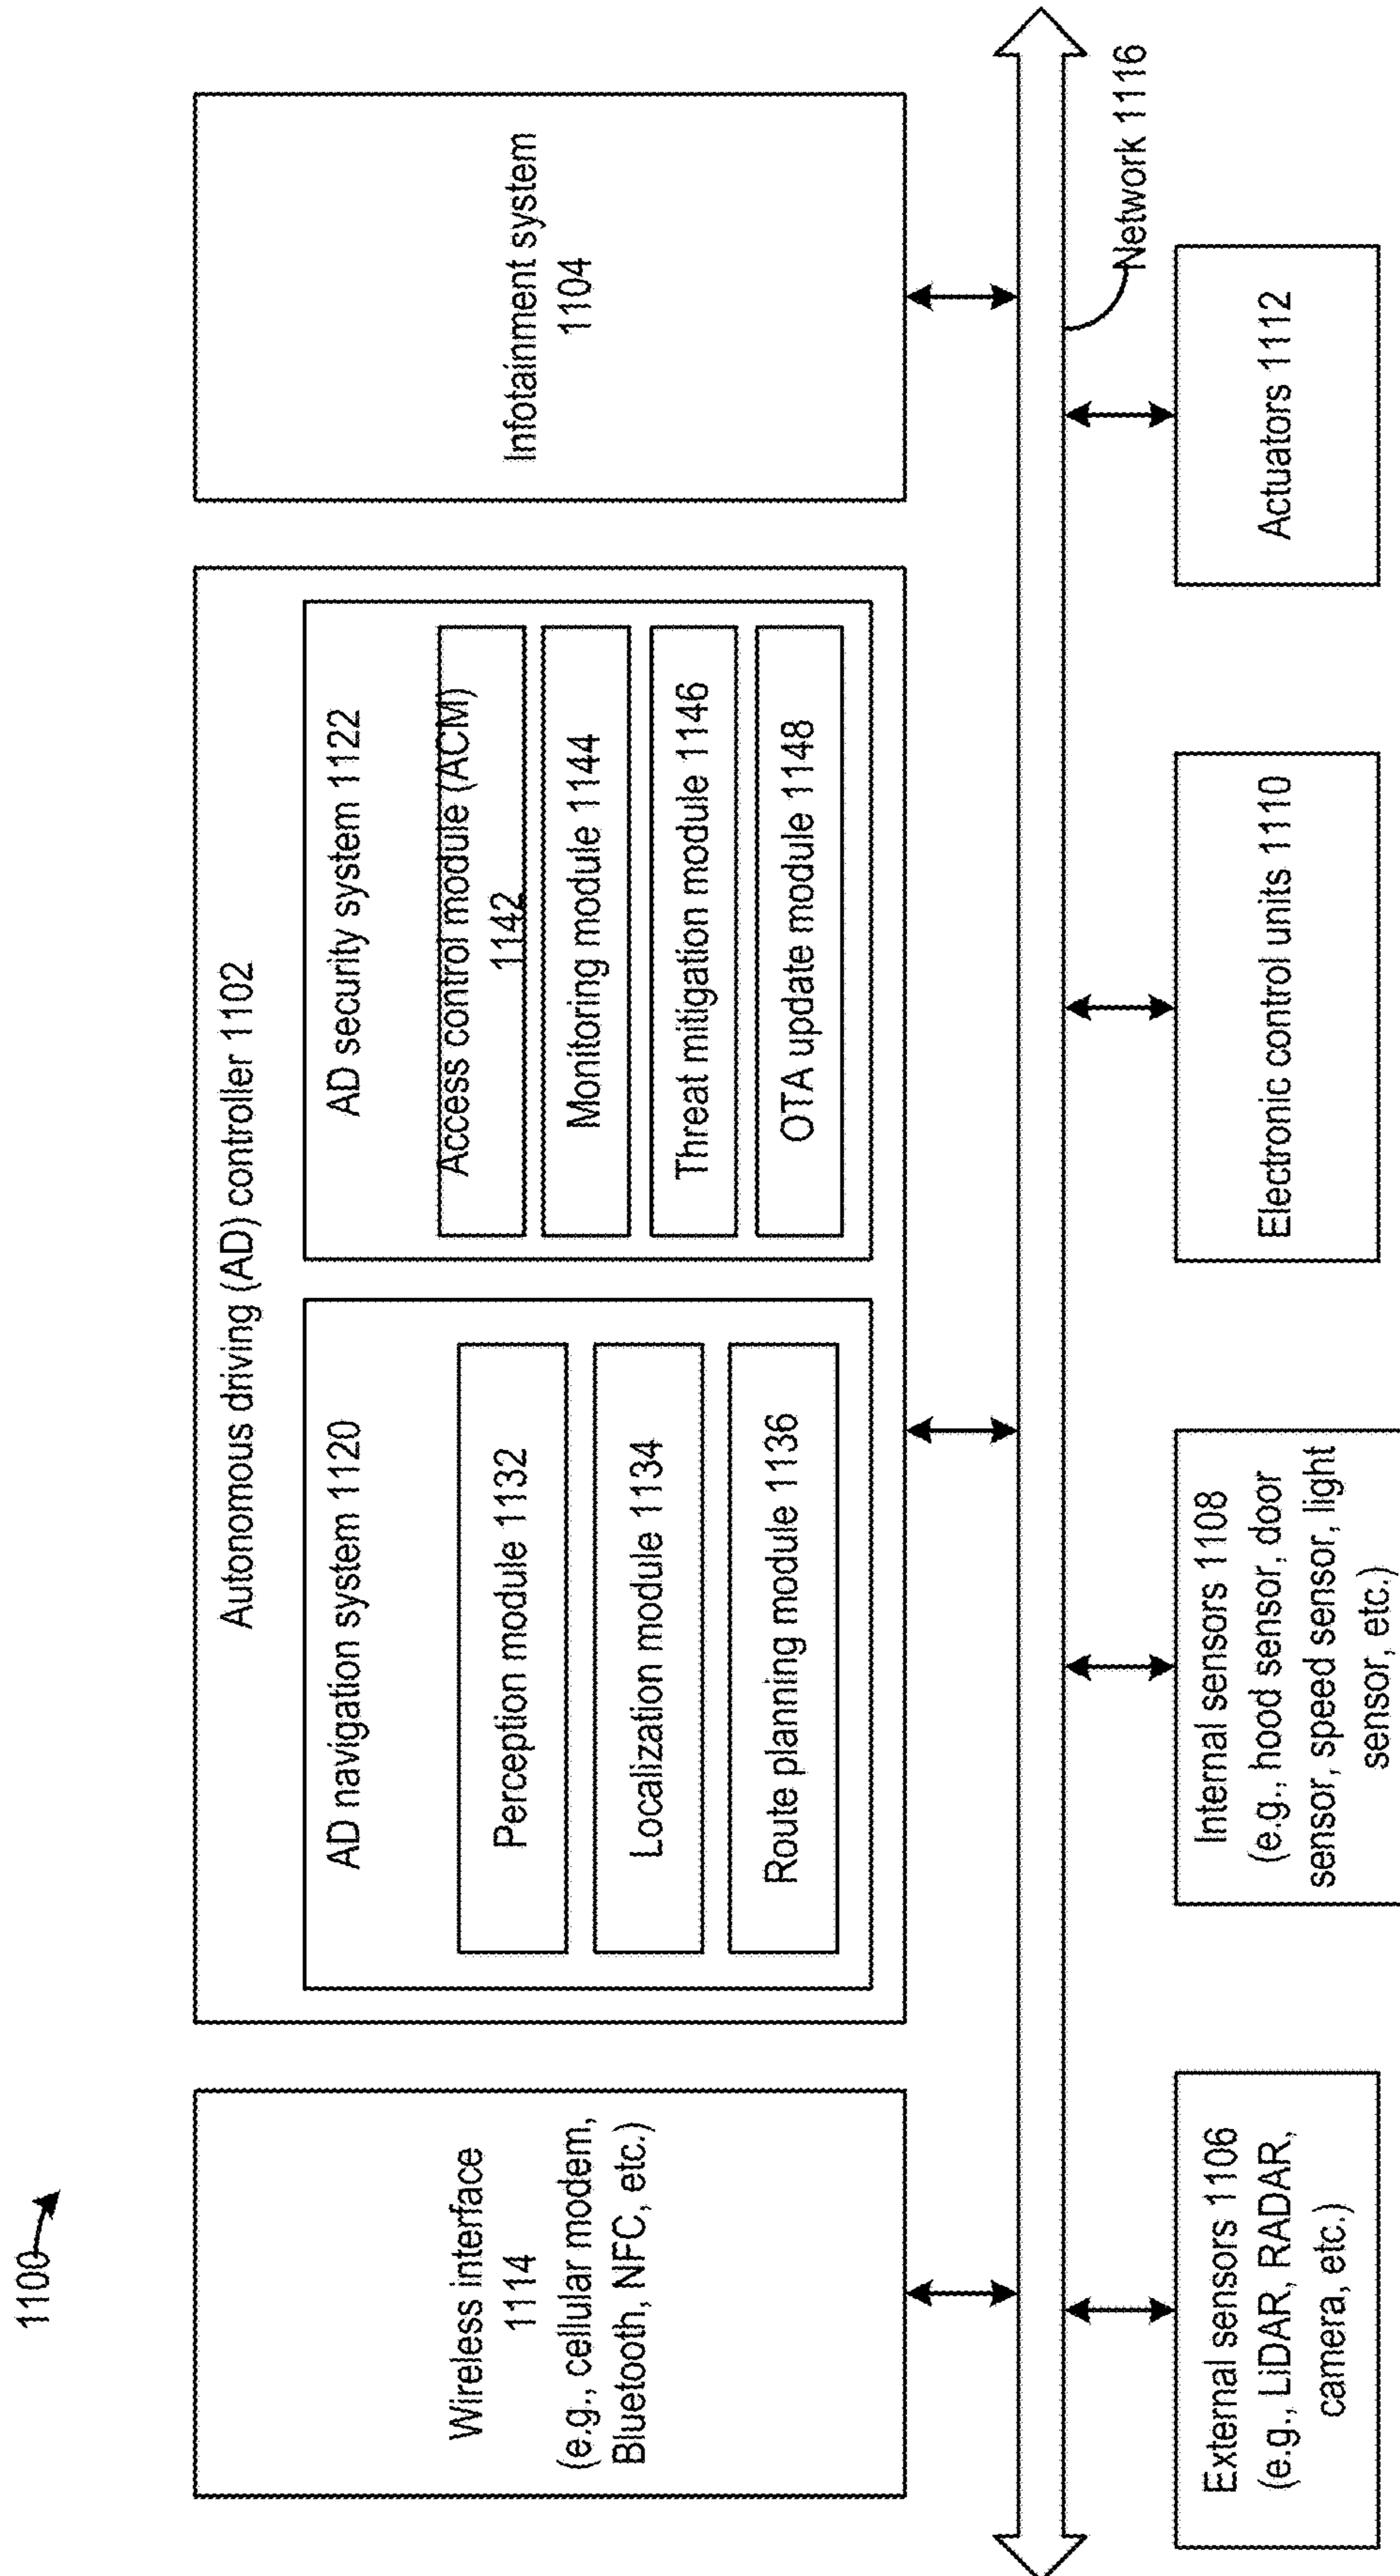 1100
Wireless interface
1114
(e.g., cellular modem,
Bluetooth, NFC, etc.)
Autonomous driving (AD) controller 1102
AD navigation system 1120
Perception module 1132
Localization module 1134
Route planning module 1136
AD security system 1122
Access control module (ACM)
1142
Monitoring module 1144
Threat mitigation module 1146
OTA update module 1148
Infotainment system
1104
Network 1116
External sensors 1106
(e.g., LiDAR, RADAR,
camera, etc.)
Internal sensors 1108
(e.g., hood sensor, door
sensor, speed sensor, light
sensor, etc.)
Electronic control units 1110
Actuators 1112